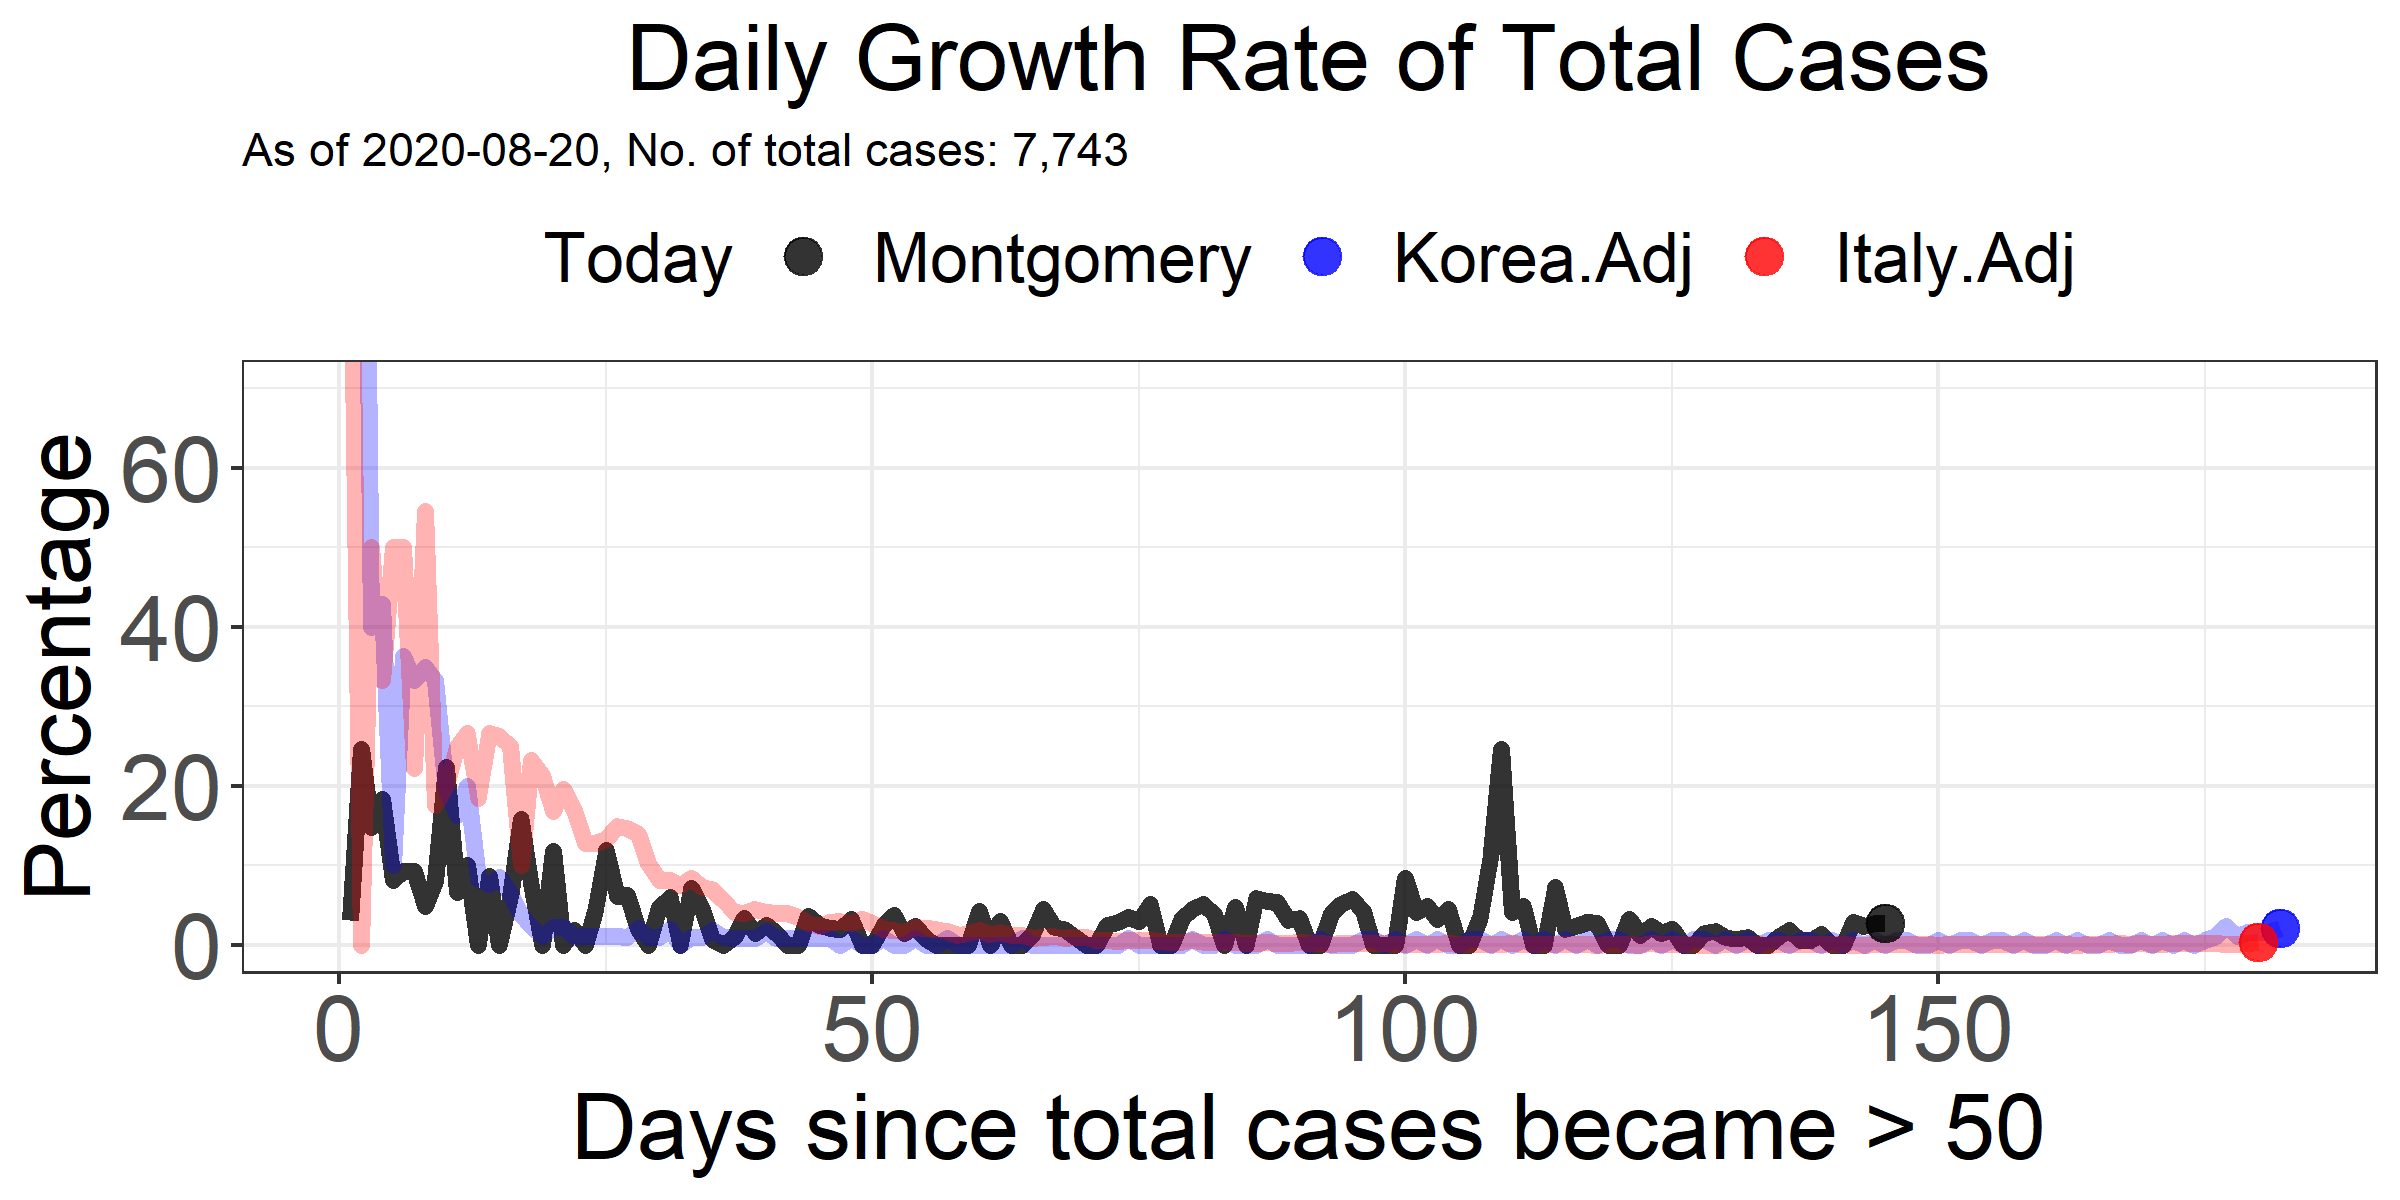 Daily Growth Rate of Total Cases
As of 2020-08-20, No. of total cases: 7,743
Today Montgomery Korea.Adj Italy.Adj
Percentage
60
40
20
0
0 50 100 150
Days since total cases became > 50